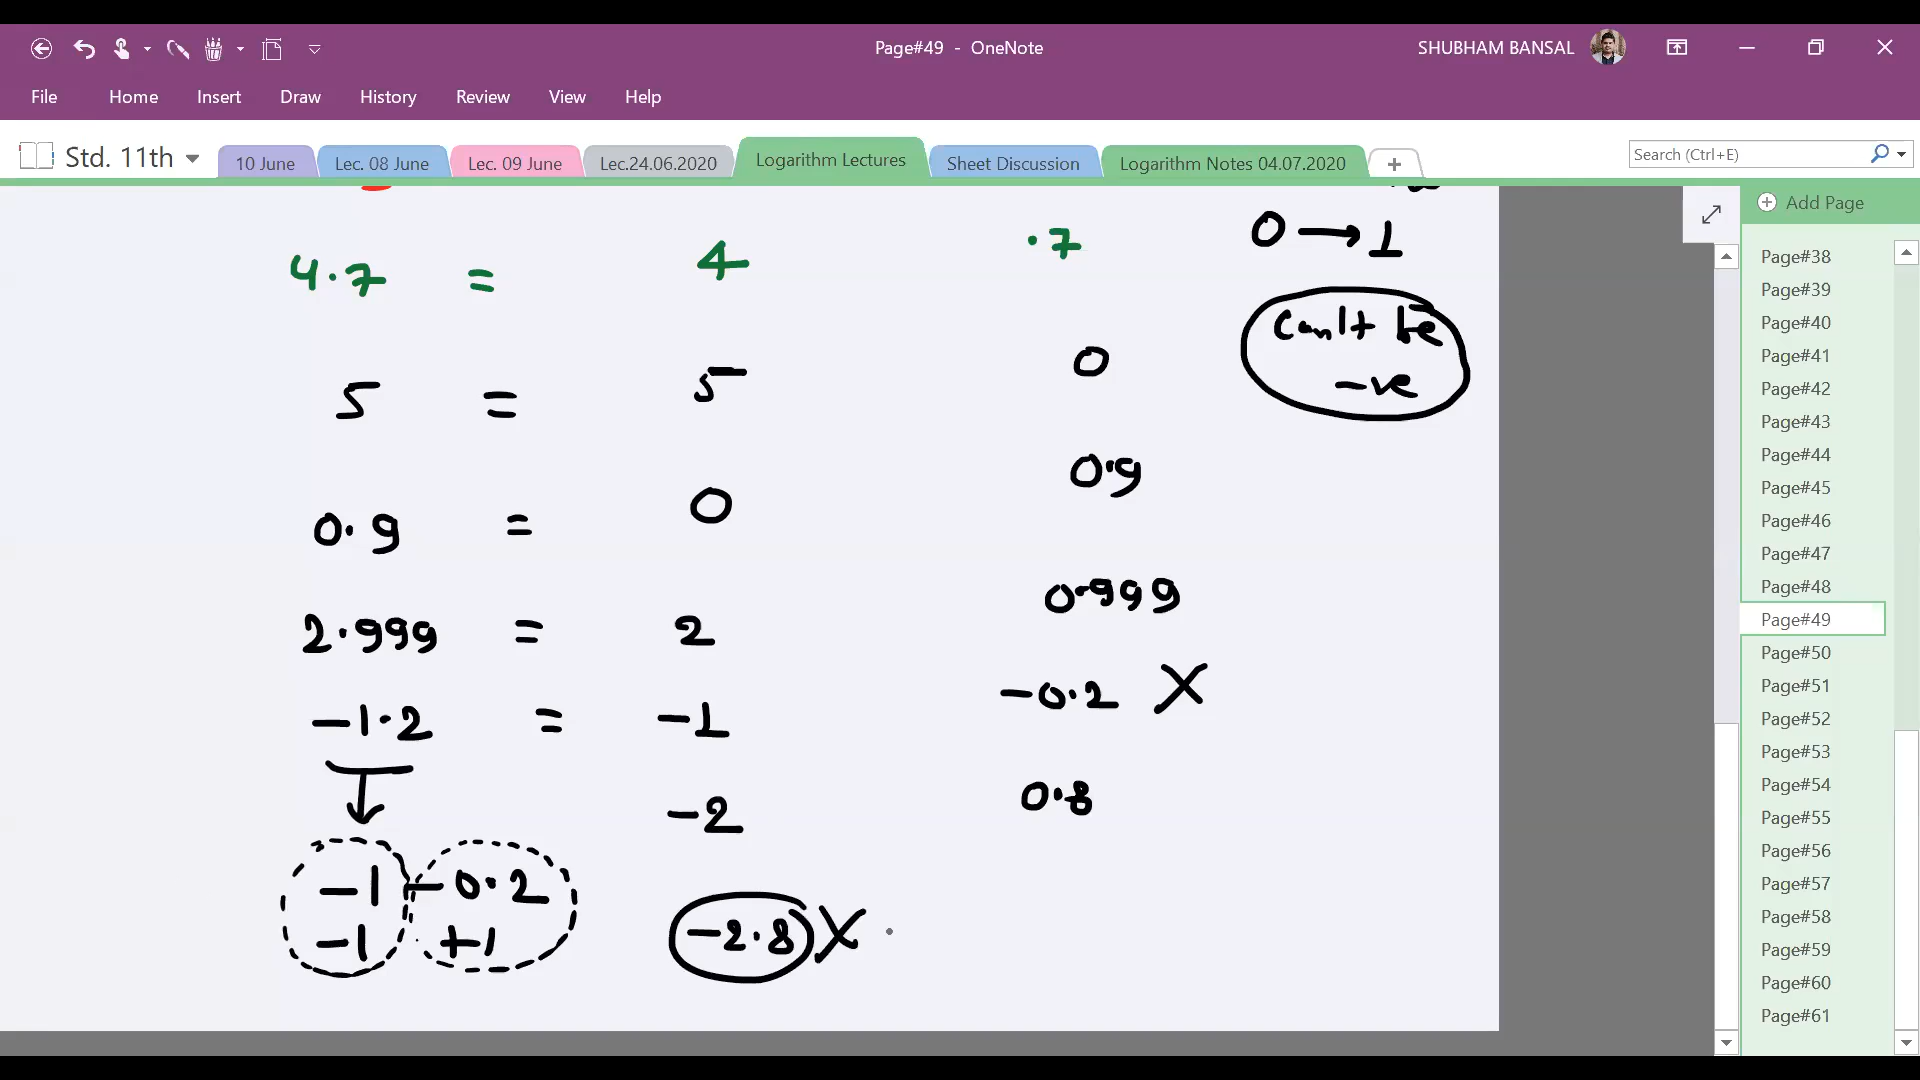 Page#49 - OneNote
SHUBHAM BANSAL
File Home Insert Draw History Review View Help
Std. 11th
10 June
Lec. 08 June
Lec. 09 June
Lec.24.06.2020
Logarithm Lectures
Sheet Discussion
Logarithm Notes 04.07.2020
+
Search (Ctrl+E)
4.7 = 4 .7
0 → 1
Can't be
-ve
5 = 5 0
0.9 = 0 0.9
2.999 = 2 0.999
-1.2 = -1 -0.2 X
-2 0.8
-1 -0.2
-1 +1
-2.8 X
Add Page
Page#38
Page#39
Page#40
Page#41
Page#42
Page#43
Page#44
Page#45
Page#46
Page#47
Page#48
Page#49
Page#50
Page#51
Page#52
Page#53
Page#54
Page#55
Page#56
Page#57
Page#58
Page#59
Page#60
Page#61